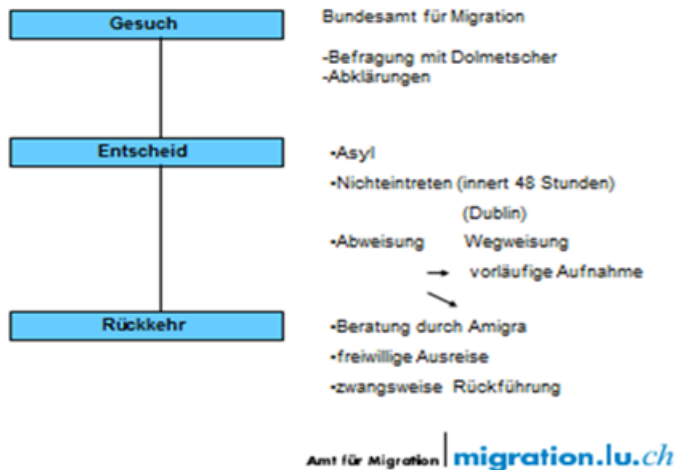 Gesuch
Bundesamt für Migration
-Befragung mit Dolmetscher
-Abklärungen
Entscheid
-Asyl
-Nichteintreten (innert 48 Stunden)
(Dublin)
-Abweisung Wegweisung
→ vorläufige Aufnahme
Rückkehr
-Beratung durch Amigra
-freiwillige Ausreise
-zwangsweise Rückführung
Amt für Migration | migration.lu.ch